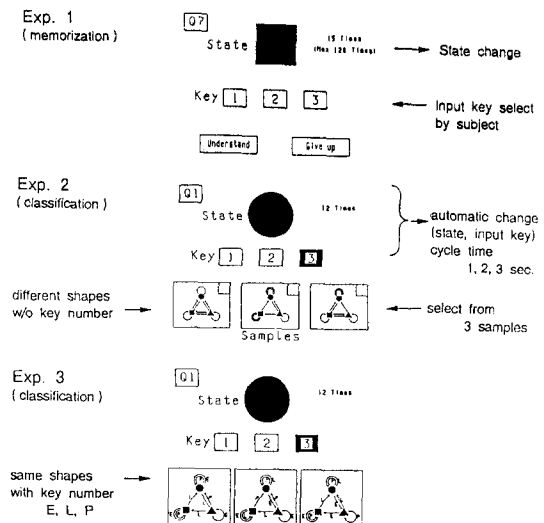 Exp. 1
( memorization )
Q7
State
15 Times
(Max 120 Times)
State change
Key 1 2 3
Input key select
by subject
Understand
Give up
Exp. 2
( classification )
Q1
State
12 Times
automatic change
(state, input key)
cycle time
1, 2, 3 sec.
Key 1 2 3
different shapes
w/o key number
select from
3 samples
Samples
Exp. 3
( classification )
Q1
State
12 Times
Key 1 2 3
same shapes
with key number
E, L, P